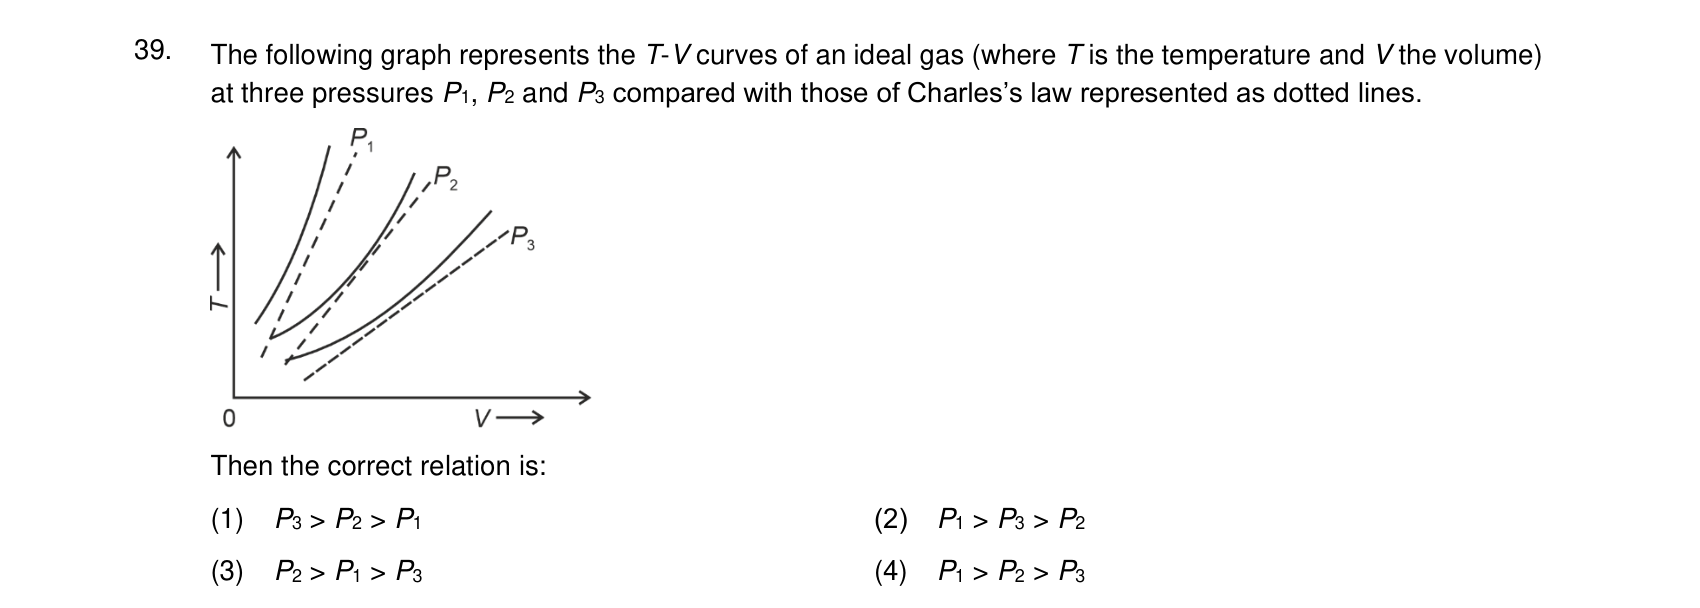 39. The following graph represents the T-V curves of an ideal gas (where T is the temperature and V the volume)
at three pressures P₁, P₂ and P₃ compared with those of Charles's law represented as dotted lines.
P₁
P₂
P₃
T
0
V
Then the correct relation is:
(1) P₃ > P₂ > P₁ (2) P₁ > P₃ > P₂
(3) P₂ > P₁ > P₃ (4) P₁ > P₂ > P₃